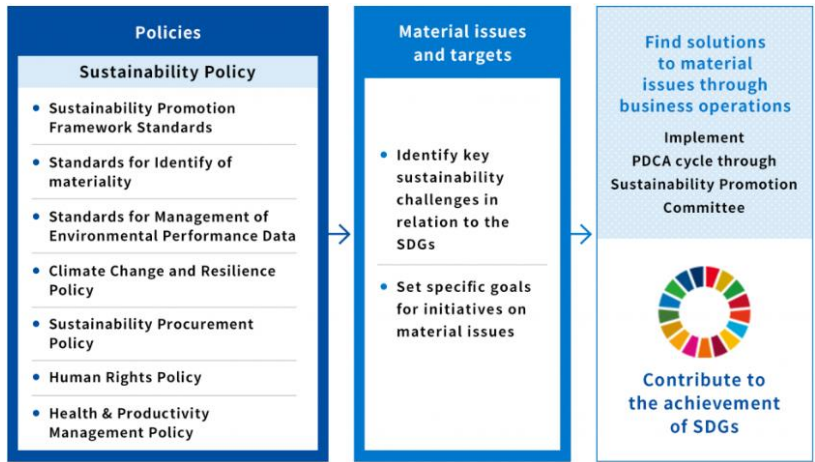 Policies
Sustainability Policy
• Sustainability Promotion
Framework Standards
• Standards for Identify of
materiality
• Standards for Management of
Environmental Performance Data
• Climate Change and Resilience
Policy
• Sustainability Procurement
Policy
• Human Rights Policy
• Health & Productivity
Management Policy
Material issues
and targets
• Identify key
sustainability
challenges in
relation to the
SDGs
• Set specific goals
for initiatives on
material issues
Find solutions
to material
issues through
business operations
Implement
PDCA cycle through
Sustainability Promotion
Committee
Contribute to
the achievement
of SDGs